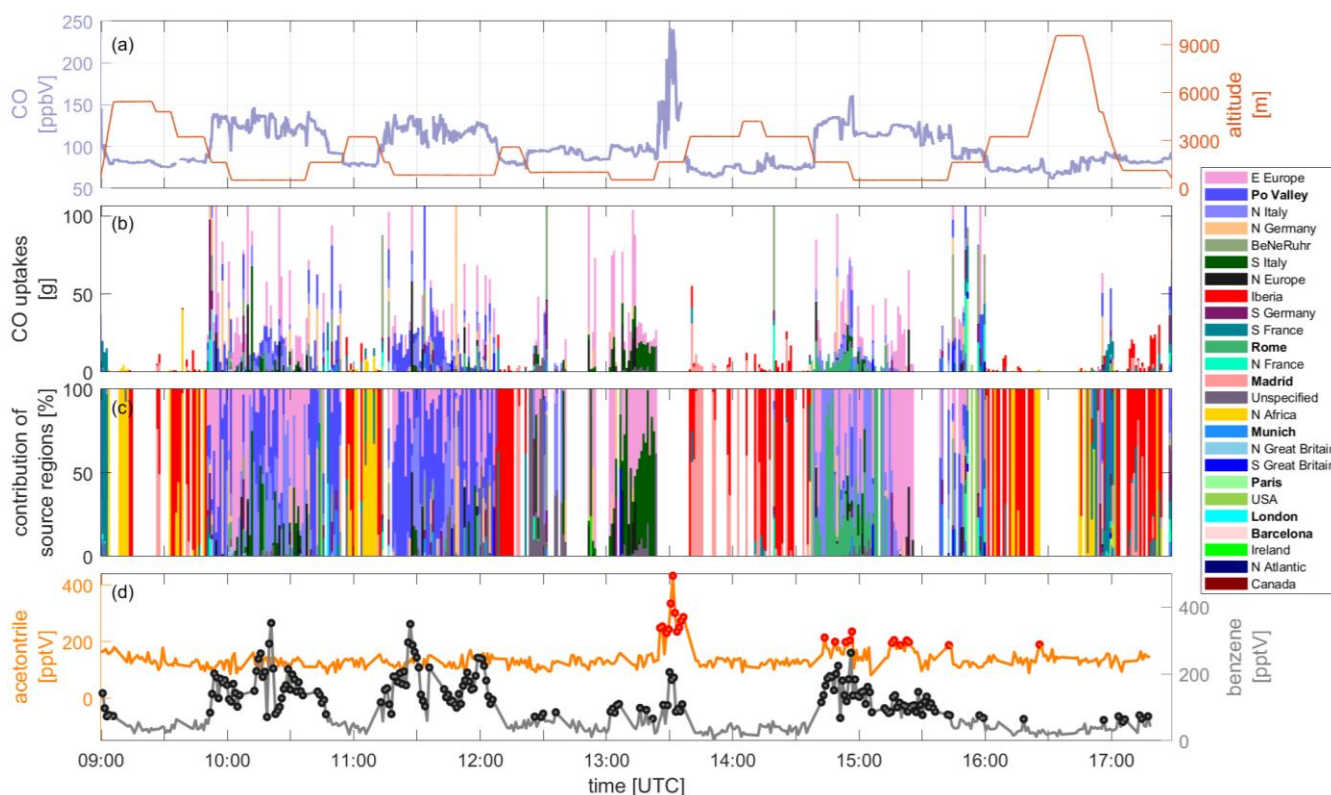 (a)
CO
[ppbV]
250
200
150
100
50
9000
6000
3000
0
altitude
[m]
(b)
CO uptakes
[g]
100
50
0
(c)
contribution of
source regions [%]
100
50
0
(d)
acetontrile
[pptV]
400
200
0
400
200
0
benzene
[pptV]
09:00 10:00 11:00 12:00 13:00 14:00 15:00 16:00 17:00
time [UTC]
E Europe
Po Valley
N Italy
N Germany
BeNeRuhr
S Italy
N Europe
Iberia
S Germany
S France
Rome
N France
Madrid
Unspecified
N Africa
Munich
N Great Britain
S Great Britain
Paris
USA
London
Barcelona
Ireland
N Atlantic
Canada